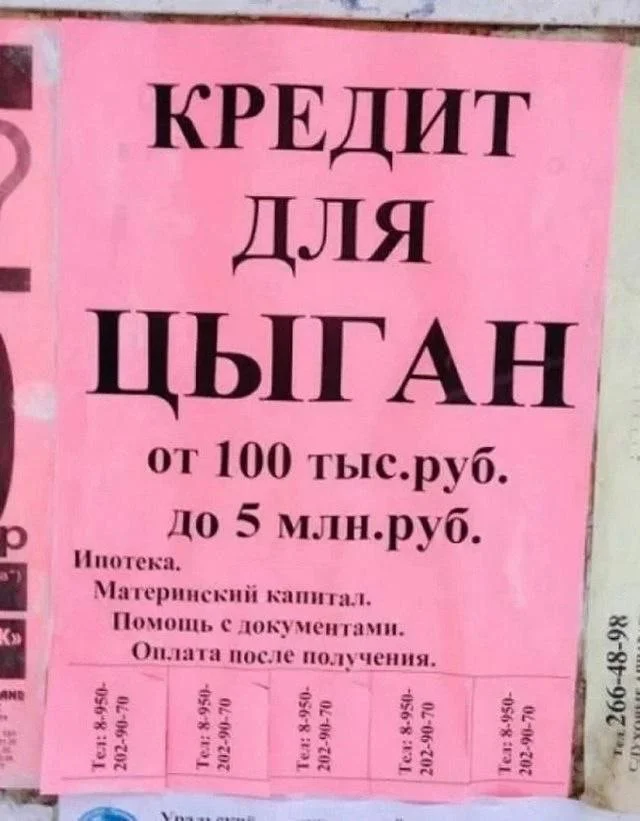 КРЕДИТ
ДЛЯ
ЦЫГАН
от 100 тыс.руб.
до 5 млн.руб.
Ипотека.
Материнский капитал.
Помощь с документами.
Оплата после получения.
Тел: 8-950-
202-90-70
Тел: 8-950-
202-90-70
Тел: 8-950-
202-90-70
Тел: 8-950-
202-90-70
Тел: 8-950-
202-90-70
Тел. 266-48-98